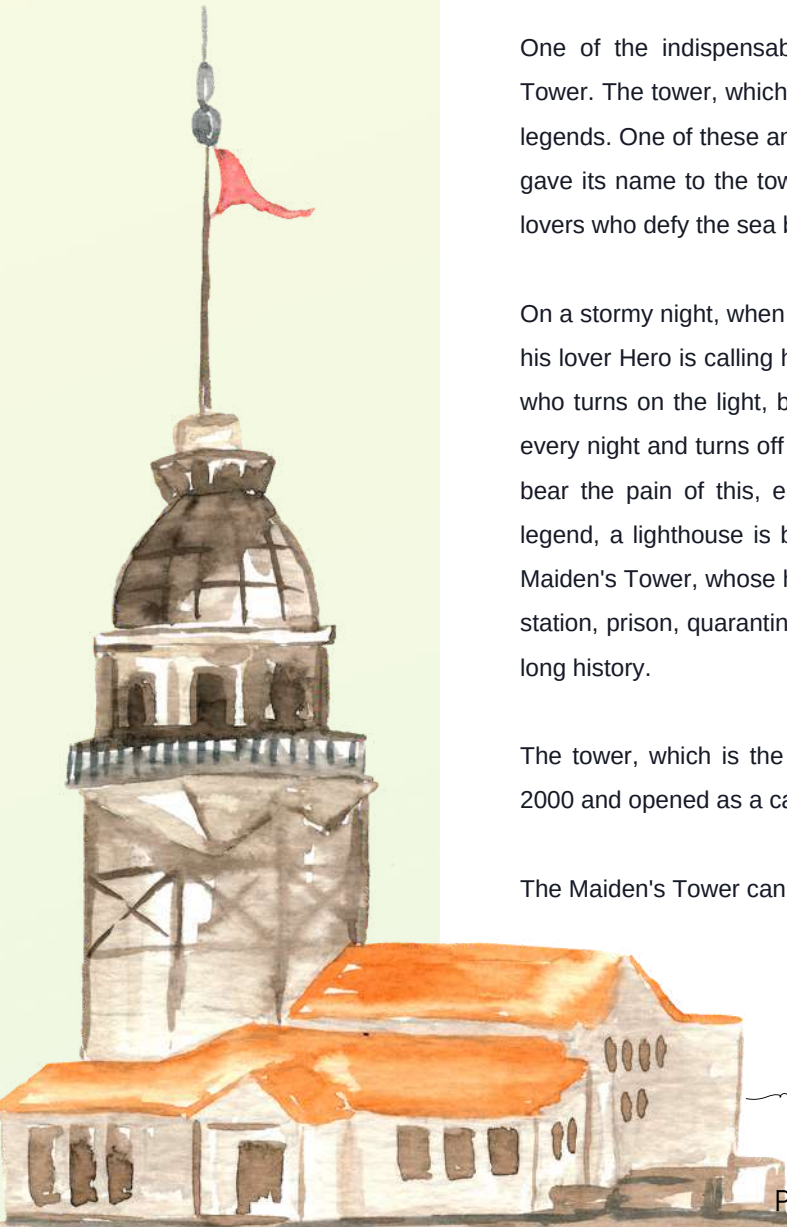 One of the indispensab
Tower. The tower, which
legends. One of these an
gave its name to the tow
lovers who defy the sea b
On a stormy night, when
his lover Hero is calling h
who turns on the light, b
every night and turns off
bear the pain of this, e
legend, a lighthouse is b
Maiden's Tower, whose h
station, prison, quarantin
long history.
The tower, which is the
2000 and opened as a ca
The Maiden's Tower can
P